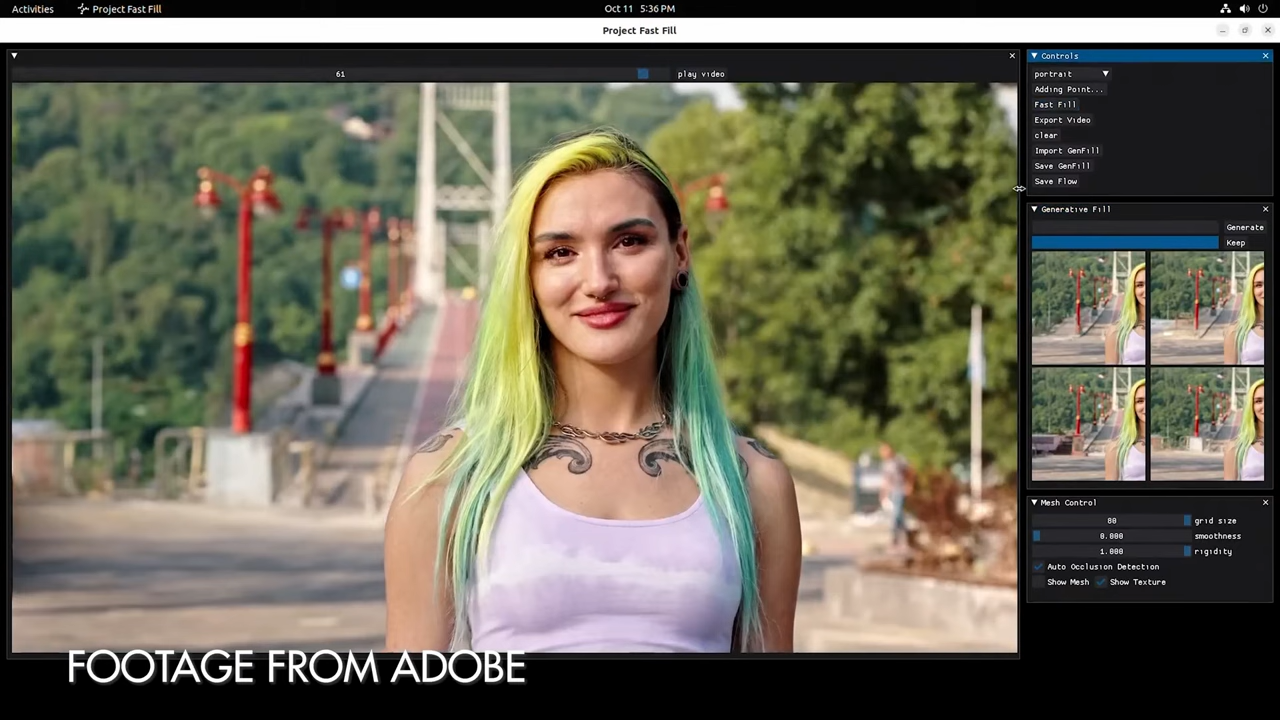 Activities
Project Fast Fill
Oct 11 5:36 PM
Project Fast Fill
61
play video
Controls
portrait
Adding Point...
Fast Fill
Export Video
clear
Import GenFill
Save GenFill
Save Flow
Generative Fill
Generate
Keep
Mesh Control
80 grid size
0.000 smoothness
1.000 rigidity
Auto Occlusion Detection
Show Mesh Show Texture
FOOTAGE FROM ADOBE